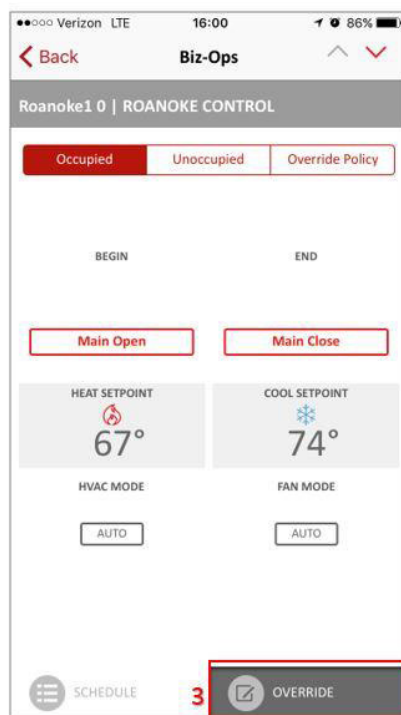 Verizon LTE 16:00 86%
Back Biz-Ops
Roanoke1 0 | ROANOKE CONTROL
Occupied Unoccupied Override Policy
BEGIN END
Main Open Main Close
HEAT SETPOINT COOL SETPOINT
67° 74°
HVAC MODE FAN MODE
AUTO AUTO
SCHEDULE 3 OVERRIDE